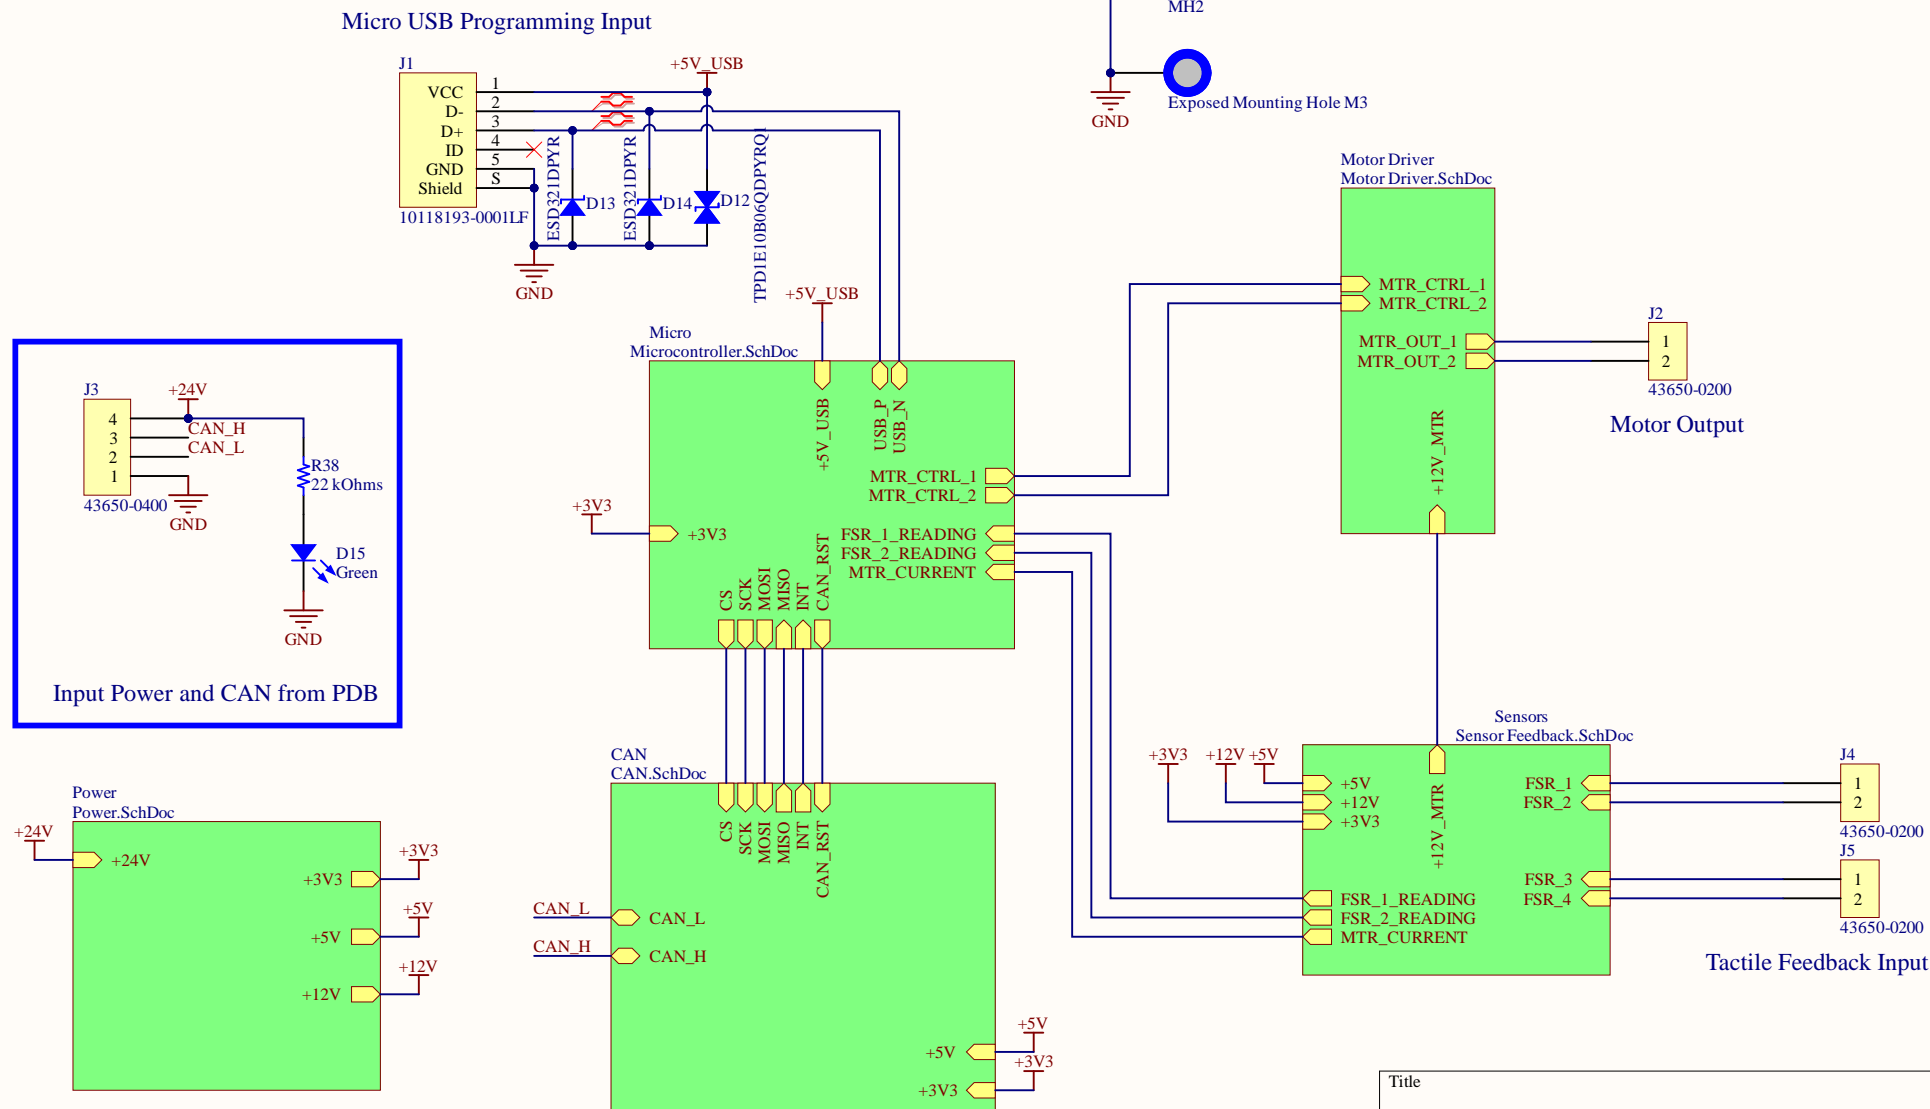 MH2
Micro USB Programming Input
J1
+5V_USB
VCC 1
D- 2
D+ 3
ID 4
GND 5
Shield S
10118193-0001LF
ESD321DPYR
D13
ESD321DPYR
D14
D12
TPD1E10B06QDPYRQ1
GND
Exposed Mounting Hole M3
GND
Motor Driver
Motor Driver.SchDoc
MTR_CTRL_1
MTR_CTRL_2
MTR_OUT_1
MTR_OUT_2
+12V_MTR
J2
1
2
43650-0200
Motor Output
+5V_USB
Micro
Microcontroller.SchDoc
+5V_USB
USB_P
USB_N
MTR_CTRL_1
MTR_CTRL_2
+3V3
+3V3
FSR_1_READING
FSR_2_READING
MTR_CURRENT
CS
SCK
MOSI
MISO
INT
CAN_RST
J3
+24V
4
3
2
1
CAN_H
CAN_L
43650-0400
GND
R38
22 kOhms
D15
Green
GND
Input Power and CAN from PDB
Power
Power.SchDoc
+24V
+24V
+3V3
+3V3
+5V
+5V
+12V
+12V
CAN
CAN.SchDoc
CS
SCK
MOSI
MISO
INT
CAN_RST
CAN_L
CAN_L
CAN_H
CAN_H
+5V
+5V
+3V3
+3V3
Sensors
Sensor Feedback.SchDoc
+3V3
+12V
+5V
+5V
+12V
+3V3
+12V_MTR
FSR_1
FSR_2
FSR_3
FSR_4
FSR_1_READING
FSR_2_READING
MTR_CURRENT
J4
1
2
43650-0200
J5
1
2
43650-0200
Tactile Feedback Input
Title